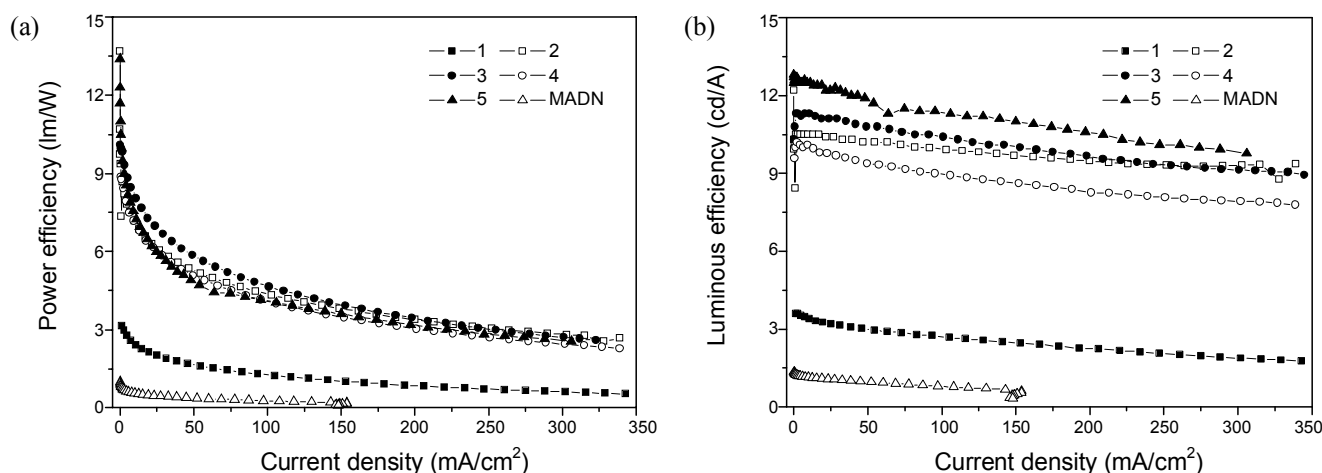 (a)
15
12
9
6
3
0
Power efficiency (lm/W)
1 2
3 4
5 MADN
0 50 100 150 200 250 300 350
Current density (mA/cm²)
(b)
15
12
9
6
3
0
Luminous efficiency (cd/A)
1 2
3 4
5 MADN
0 50 100 150 200 250 300 350
Current density (mA/cm²)